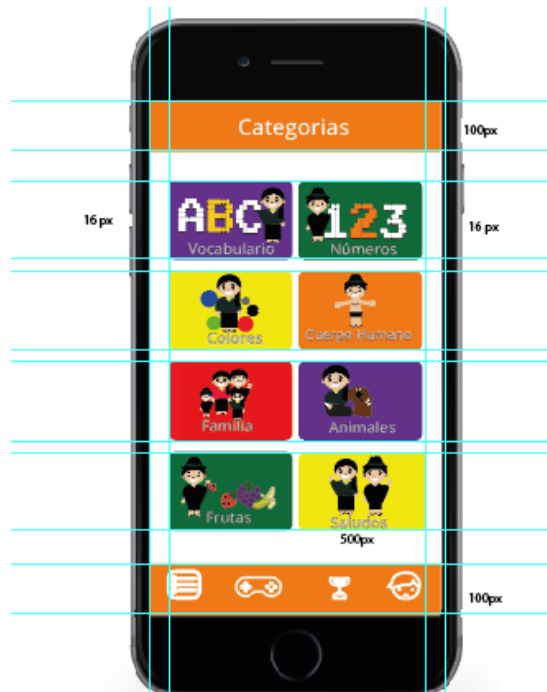 Categorias
100px
16 px
16 px
ABC
Vocabulario
123
Números
Colores
Cuerpo Humano
Familia
Animales
Frutas
Saludos
500px
100px